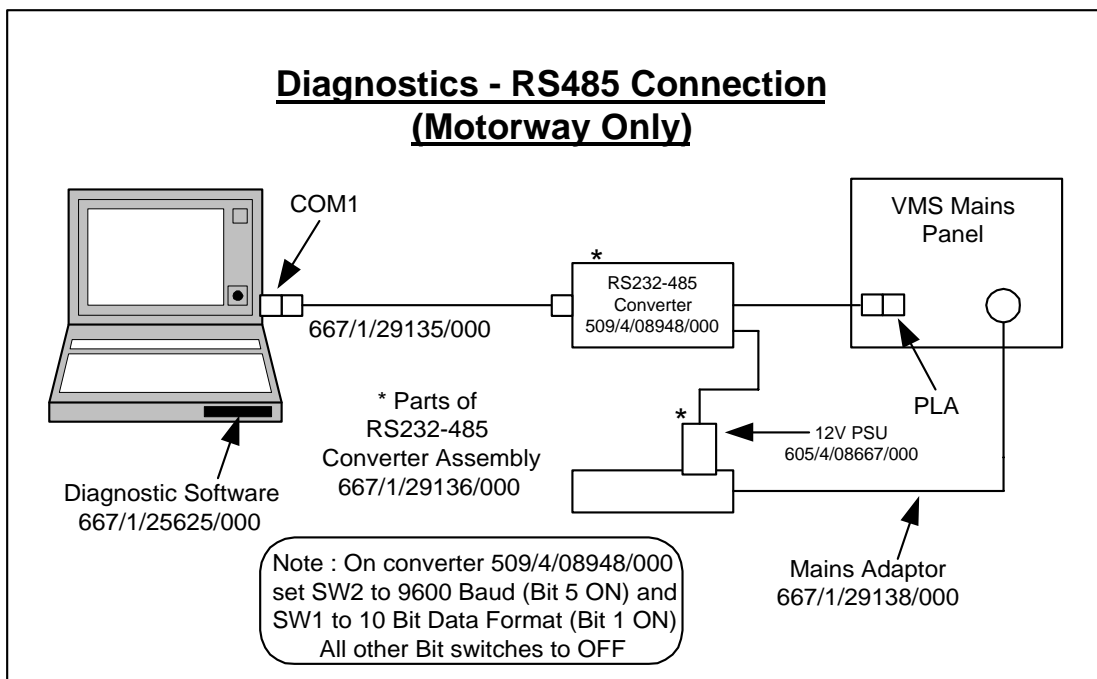 Diagnostics - RS485 Connection
(Motorway Only)
COM1
VMS Mains
Panel
*
RS232-485
Converter
509/4/08948/000
667/1/29135/000
* Parts of
RS232-485
Converter Assembly
667/1/29136/000
*
PLA
12V PSU
605/4/08667/000
Diagnostic Software
667/1/25625/000
Mains Adaptor
667/1/29138/000
Note : On converter 509/4/08948/000
set SW2 to 9600 Baud (Bit 5 ON) and
SW1 to 10 Bit Data Format (Bit 1 ON)
All other Bit switches to OFF